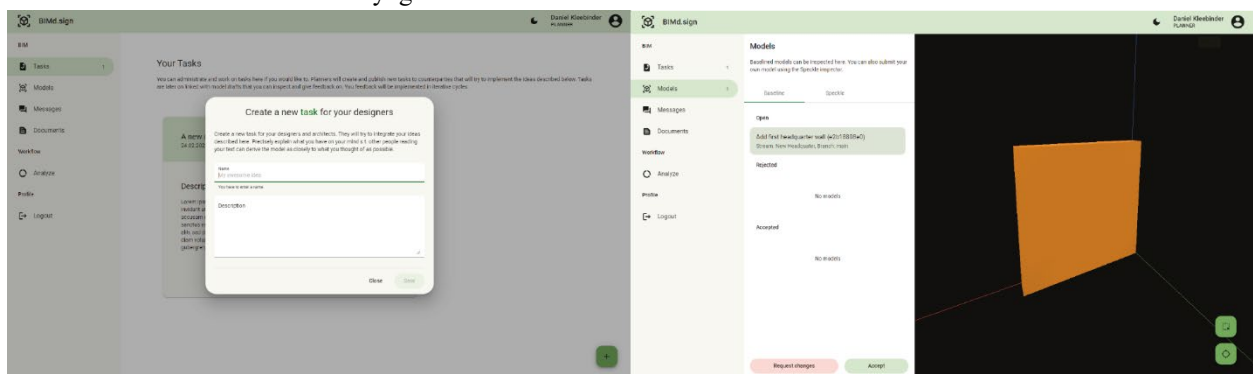 BIMd.sign
Daniel Kleebinder
PLANNER
BIM
Tasks
Models
Messages
Documents
Workflow
Analyze
Profile
Logout
Your Tasks
You can administrate and work on tasks here if you would like to. Planners will create and publish new tasks to counterparties that will try to implement the ideas described below. Tasks
are later on linked with model drafts that you can inspect and give feedback on. You feedback will be implemented in iterative cycles.
A new
Descrip
Create a new task for your designers
Create a new task for your designers and architects. They will try to integrate your ideas
described here. Precisely explain what you have on your mind s.t. other people reading
your text can derive the model as closely to what you thought of as possible.
Name
You have to enter a name
Description
Close
Save
BIMd.sign
Daniel Kleebinder
PLANNER
BIM
Tasks
Models
Messages
Documents
Workflow
Analyze
Profile
Logout
Models
Baselined models can be inspected here. You can also submit your
own model using the Speckle inspector.
Baseline
Speckle
Open
Add first headquarter wall
Stream: New Headquarter, Branch: main
Rejected
No models
Accepted
No models
Request changes
Accept